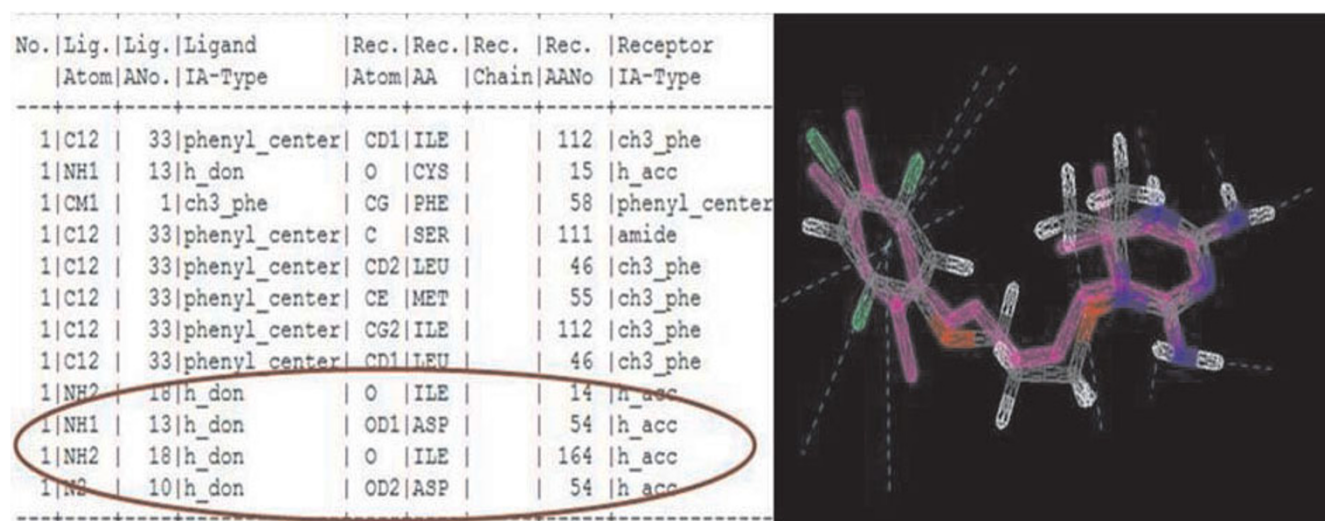 No.|Lig.|Lig.|Ligand |Rec.|Rec.|Rec. |Rec. |Receptor
|Atom|ANo.|IA-Type |Atom|AA |Chain|AANo |IA-Type
1|C12 | 33|phenyl_center| CD1|ILE | | 112 |ch3_phe
1|NH1 | 13|h_don | O |CYS | | 15 |h_acc
1|CM1 | 1|ch3_phe | CG |PHE | | 58 |phenyl_center
1|C12 | 33|phenyl_center| C |SER | | 111 |amide
1|C12 | 33|phenyl_center| CD2|LEU | | 46 |ch3_phe
1|C12 | 33|phenyl_center| CE |MET | | 55 |ch3_phe
1|C12 | 33|phenyl_center| CG2|ILE | | 112 |ch3_phe
1|C12 | 33|phenyl_center| CD1|LEU | | 46 |ch3_phe
1|NH2 | 18|h_don | O |ILE | | 14 |h_acc
1|NH1 | 13|h_don | OD1|ASP | | 54 |h_acc
1|NH2 | 18|h_don | O |ILE | | 164 |h_acc
1|N2 | 10|h_don | OD2|ASP | | 54 |h_acc